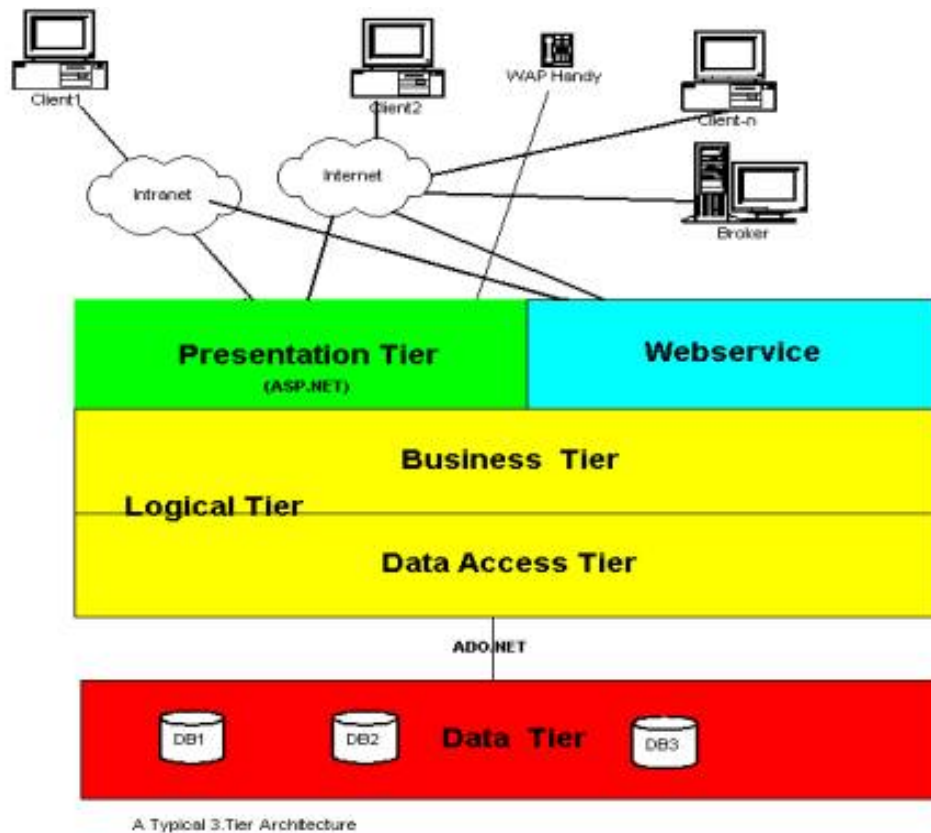 Client1
Client2
WAP Handy
Client-n
Intranet
Internet
Broker
Presentation Tier
(ASP.NET)
Webservice
Business Tier
Logical Tier
Data Access Tier
ADO.NET
DB1
DB2
Data Tier
DB3
A Typical 3.Tier Architecture